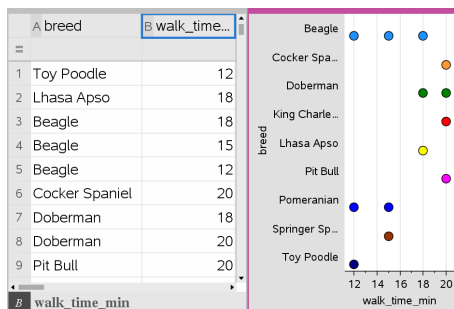 A breed B walk_time...
=
1 Toy Poodle 12
2 Lhasa Apso 18
3 Beagle 18
4 Beagle 15
5 Beagle 12
6 Cocker Spaniel 20
7 Doberman 18
8 Doberman 20
9 Pit Bull 20
B walk_time_min
breed
Beagle
Cocker Spa...
Doberman
King Charle...
Lhasa Apso
Pit Bull
Pomeranian
Springer Sp...
Toy Poodle
12 14 16 18 20
walk_time_min